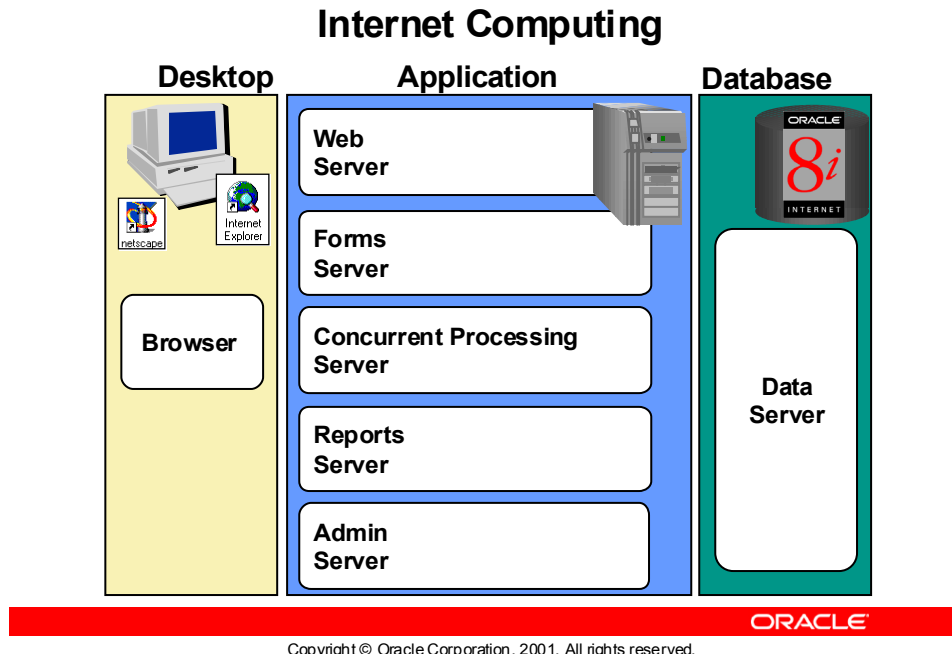 Internet Computing
Desktop
Application
Database
netscape
Internet
Explorer
Browser
Web
Server
Forms
Server
Concurrent Processing
Server
Reports
Server
Admin
Server
ORACLE
8i
INTERNET
Data
Server
ORACLE
Copyright © Oracle Corporation, 2001. All rights reserved.